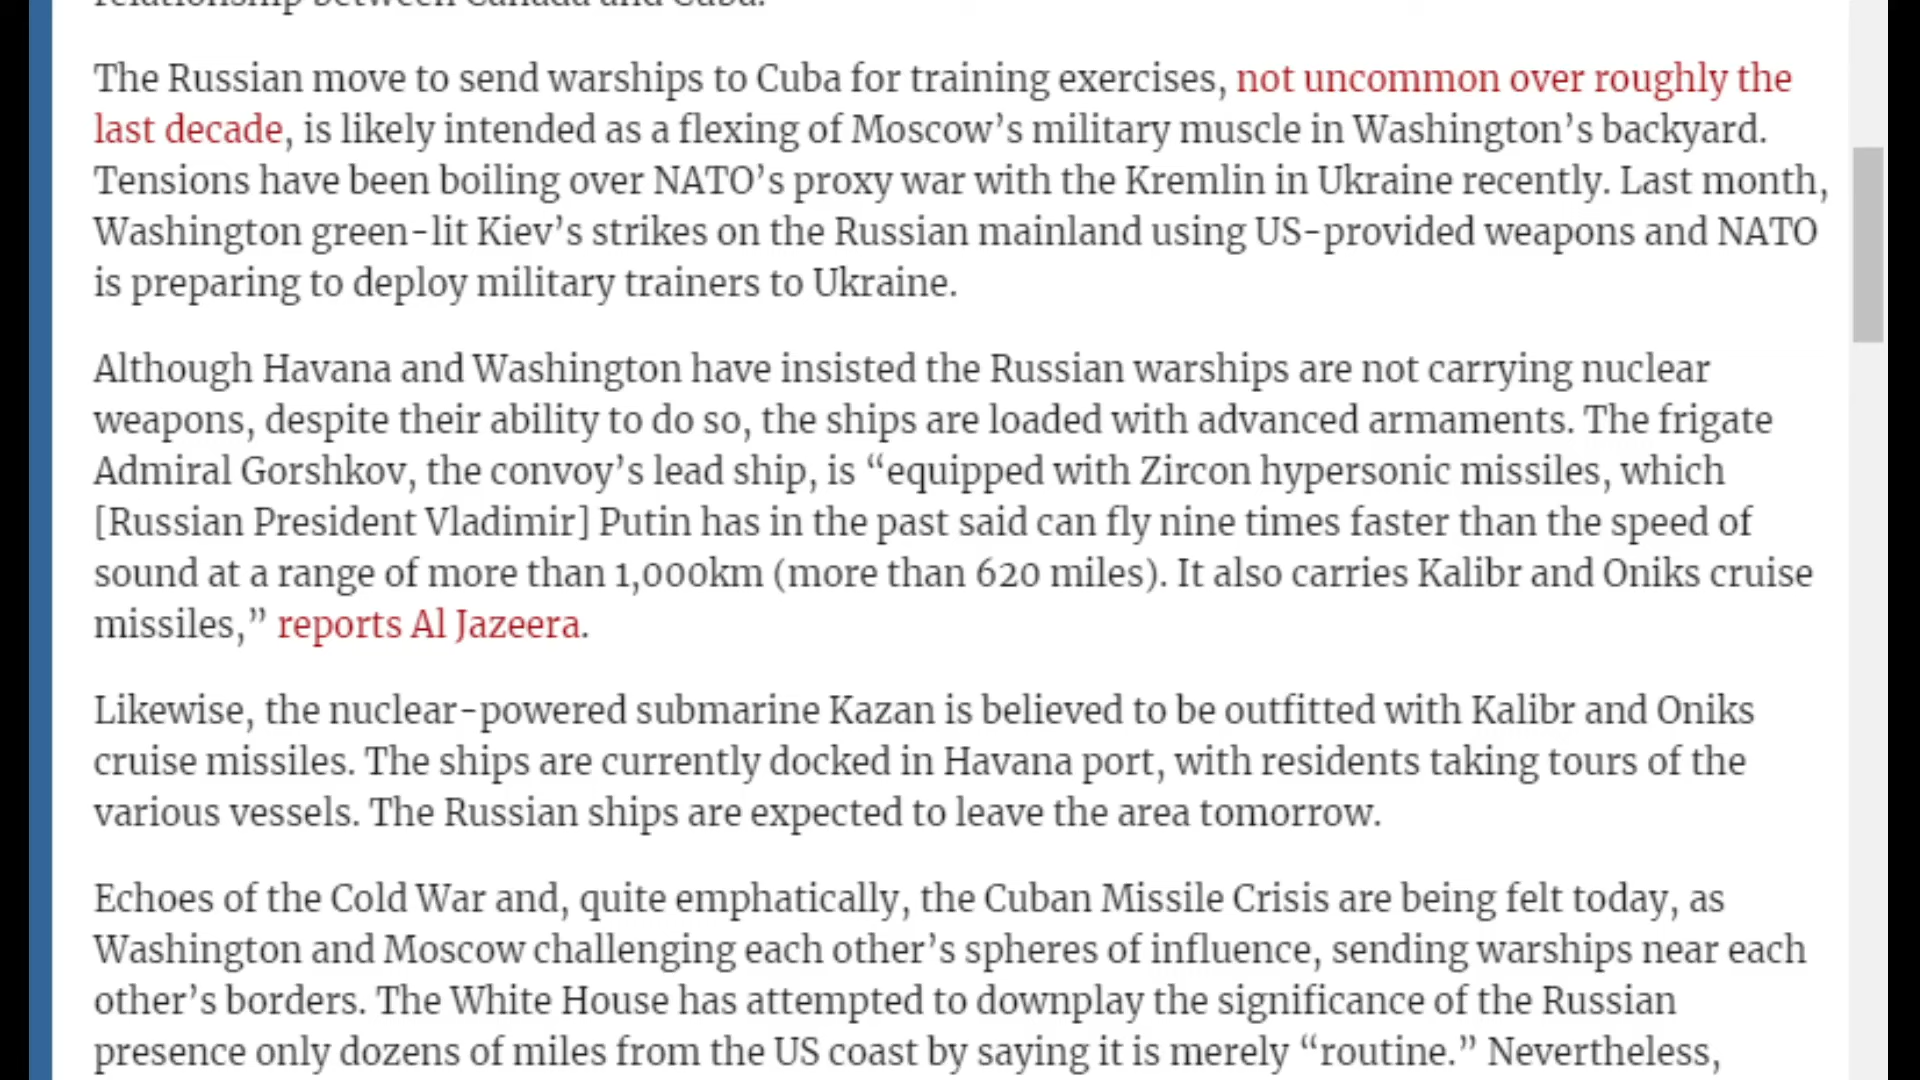 relationship between Canada and Cuba.
The Russian move to send warships to Cuba for training exercises, not uncommon over roughly the
last decade, is likely intended as a flexing of Moscow’s military muscle in Washington’s backyard.
Tensions have been boiling over NATO’s proxy war with the Kremlin in Ukraine recently. Last month,
Washington green-lit Kiev’s strikes on the Russian mainland using US-provided weapons and NATO
is preparing to deploy military trainers to Ukraine.
Although Havana and Washington have insisted the Russian warships are not carrying nuclear
weapons, despite their ability to do so, the ships are loaded with advanced armaments. The frigate
Admiral Gorshkov, the convoy’s lead ship, is “equipped with Zircon hypersonic missiles, which
[Russian President Vladimir] Putin has in the past said can fly nine times faster than the speed of
sound at a range of more than 1,000km (more than 620 miles). It also carries Kalibr and Oniks cruise
missiles,” reports Al Jazeera.
Likewise, the nuclear-powered submarine Kazan is believed to be outfitted with Kalibr and Oniks
cruise missiles. The ships are currently docked in Havana port, with residents taking tours of the
various vessels. The Russian ships are expected to leave the area tomorrow.
Echoes of the Cold War and, quite emphatically, the Cuban Missile Crisis are being felt today, as
Washington and Moscow challenging each other’s spheres of influence, sending warships near each
other’s borders. The White House has attempted to downplay the significance of the Russian
presence only dozens of miles from the US coast by saying it is merely “routine.” Nevertheless,